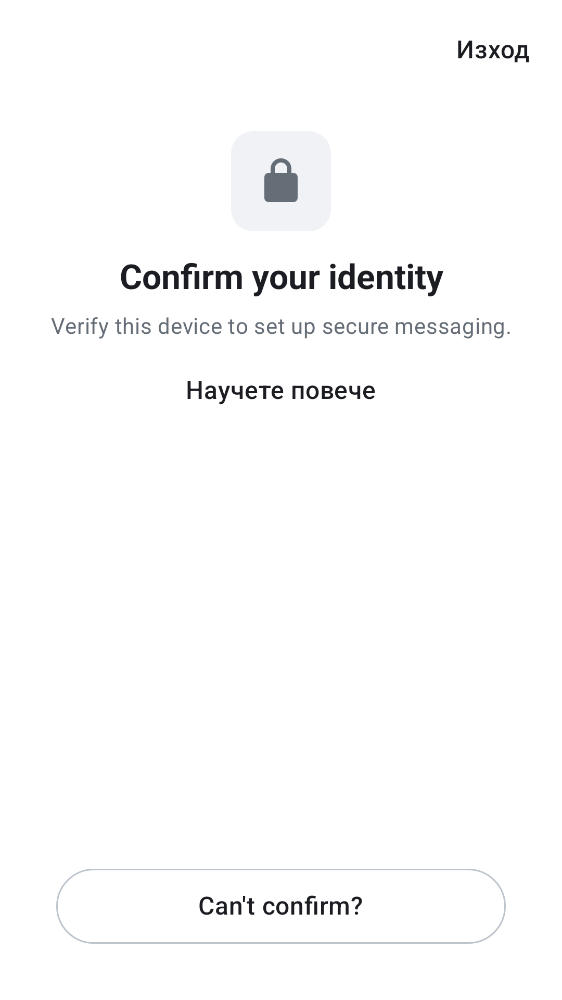 Изход
Confirm your identity
Verify this device to set up secure messaging.
Научете повече
Can't confirm?